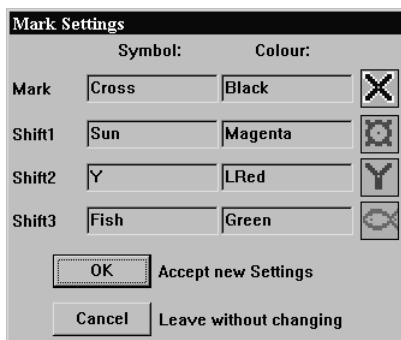 Mark Settings
Symbol: Colour:
Mark Cross Black
Shift1 Sun Magenta
Shift2 Y LRed
Shift3 Fish Green
OK Accept new Settings
Cancel Leave without changing